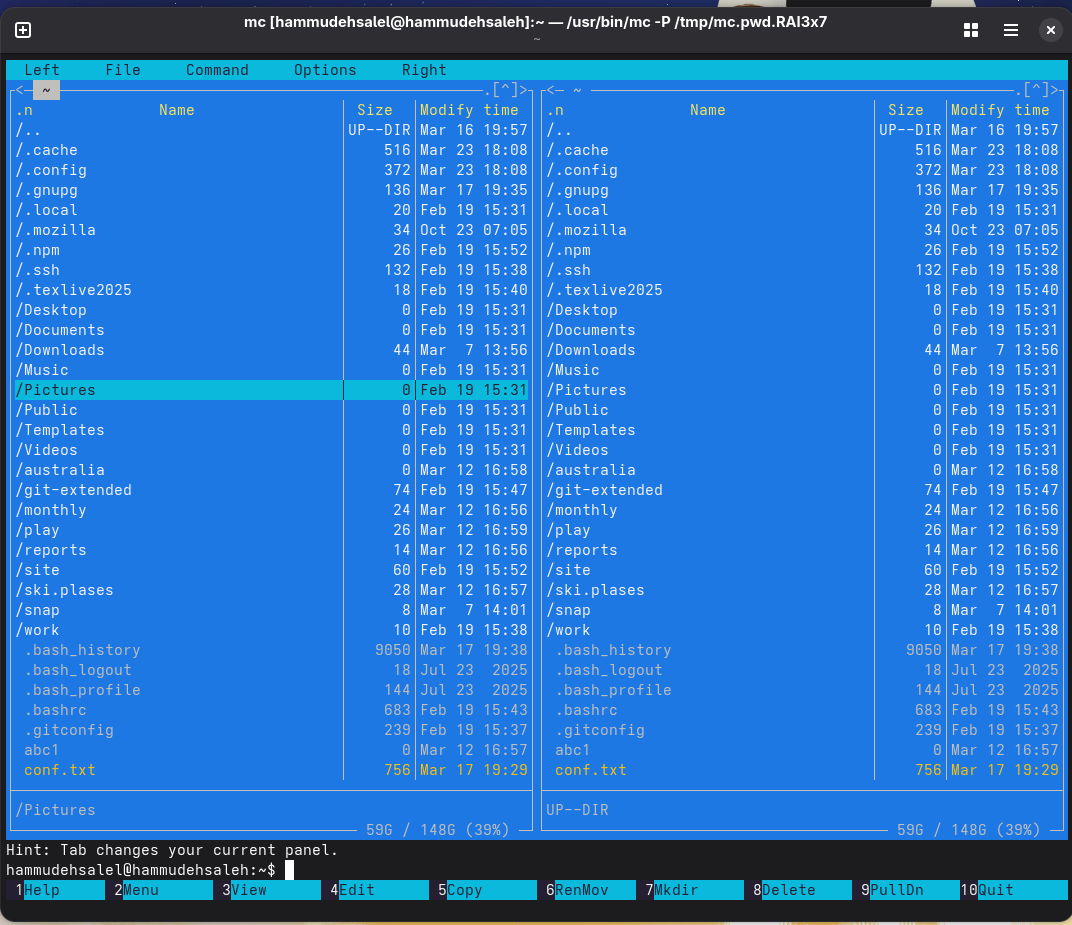 mc [hammudehsalel@hammudehsaleh]:~ — /usr/bin/mc -P /tmp/mc.pwd.RAI3x7
~
Left File Command Options Right
<─ ~ .[^]> <─ ~ .[^]>
.n Name Size Modify time .n Name Size Modify time
/.. UP--DIR Mar 16 19:57 /.. UP--DIR Mar 16 19:57
/.cache 516 Mar 23 18:08 /.cache 516 Mar 23 18:08
/.config 372 Mar 23 18:08 /.config 372 Mar 23 18:08
/.gnupg 136 Mar 17 19:35 /.gnupg 136 Mar 17 19:35
/.local 20 Feb 19 15:31 /.local 20 Feb 19 15:31
/.mozilla 34 Oct 23 07:05 /.mozilla 34 Oct 23 07:05
/.npm 26 Feb 19 15:52 /.npm 26 Feb 19 15:52
/.ssh 132 Feb 19 15:38 /.ssh 132 Feb 19 15:38
/.texlive2025 18 Feb 19 15:40 /.texlive2025 18 Feb 19 15:40
/Desktop 0 Feb 19 15:31 /Desktop 0 Feb 19 15:31
/Documents 0 Feb 19 15:31 /Documents 0 Feb 19 15:31
/Downloads 44 Mar 7 13:56 /Downloads 44 Mar 7 13:56
/Music 0 Feb 19 15:31 /Music 0 Feb 19 15:31
/Pictures 0 Feb 19 15:31 /Pictures 0 Feb 19 15:31
/Public 0 Feb 19 15:31 /Public 0 Feb 19 15:31
/Templates 0 Feb 19 15:31 /Templates 0 Feb 19 15:31
/Videos 0 Feb 19 15:31 /Videos 0 Feb 19 15:31
/australia 0 Mar 12 16:58 /australia 0 Mar 12 16:58
/git-extended 74 Feb 19 15:47 /git-extended 74 Feb 19 15:47
/monthly 24 Mar 12 16:56 /monthly 24 Mar 12 16:56
/play 26 Mar 12 16:59 /play 26 Mar 12 16:59
/reports 14 Mar 12 16:56 /reports 14 Mar 12 16:56
/site 60 Feb 19 15:52 /site 60 Feb 19 15:52
/ski.plases 28 Mar 12 16:57 /ski.plases 28 Mar 12 16:57
/snap 8 Mar 7 14:01 /snap 8 Mar 7 14:01
/work 10 Feb 19 15:38 /work 10 Feb 19 15:38
.bash_history 9050 Mar 17 19:38 .bash_history 9050 Mar 17 19:38
.bash_logout 18 Jul 23 2025 .bash_logout 18 Jul 23 2025
.bash_profile 144 Jul 23 2025 .bash_profile 144 Jul 23 2025
.bashrc 683 Feb 19 15:43 .bashrc 683 Feb 19 15:43
.gitconfig 239 Feb 19 15:37 .gitconfig 239 Feb 19 15:37
abc1 0 Mar 12 16:57 abc1 0 Mar 12 16:57
conf.txt 756 Mar 17 19:29 conf.txt 756 Mar 17 19:29
/Pictures UP--DIR
59G / 148G (39%) 59G / 148G (39%)
Hint: Tab changes your current panel.
hammudehsalel@hammudehsaleh:~$
1Help 2Menu 3View 4Edit 5Copy 6RenMov 7Mkdir 8Delete 9PullDn 10Quit